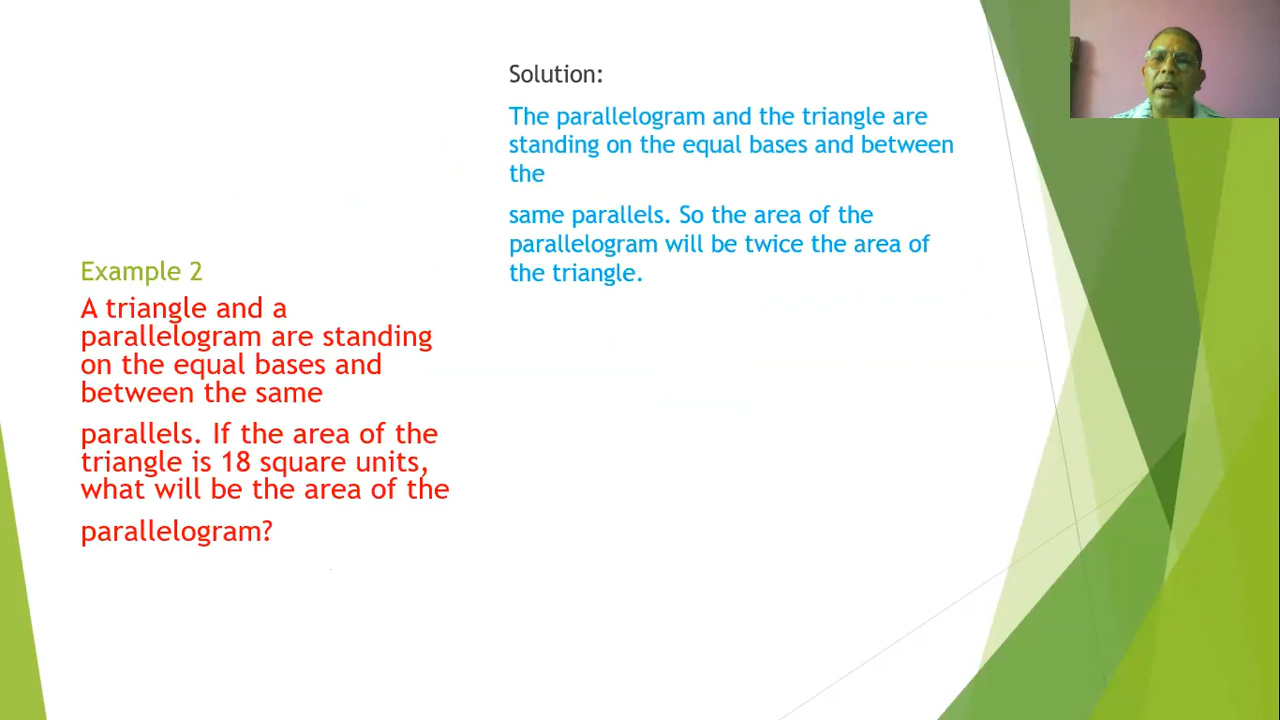 Example 2
A triangle and a
parallelogram are standing
on the equal bases and
between the same
parallels. If the area of the
triangle is 18 square units,
what will be the area of the
parallelogram?
Solution:
The parallelogram and the triangle are
standing on the equal bases and between
the
same parallels. So the area of the
parallelogram will be twice the area of
the triangle.